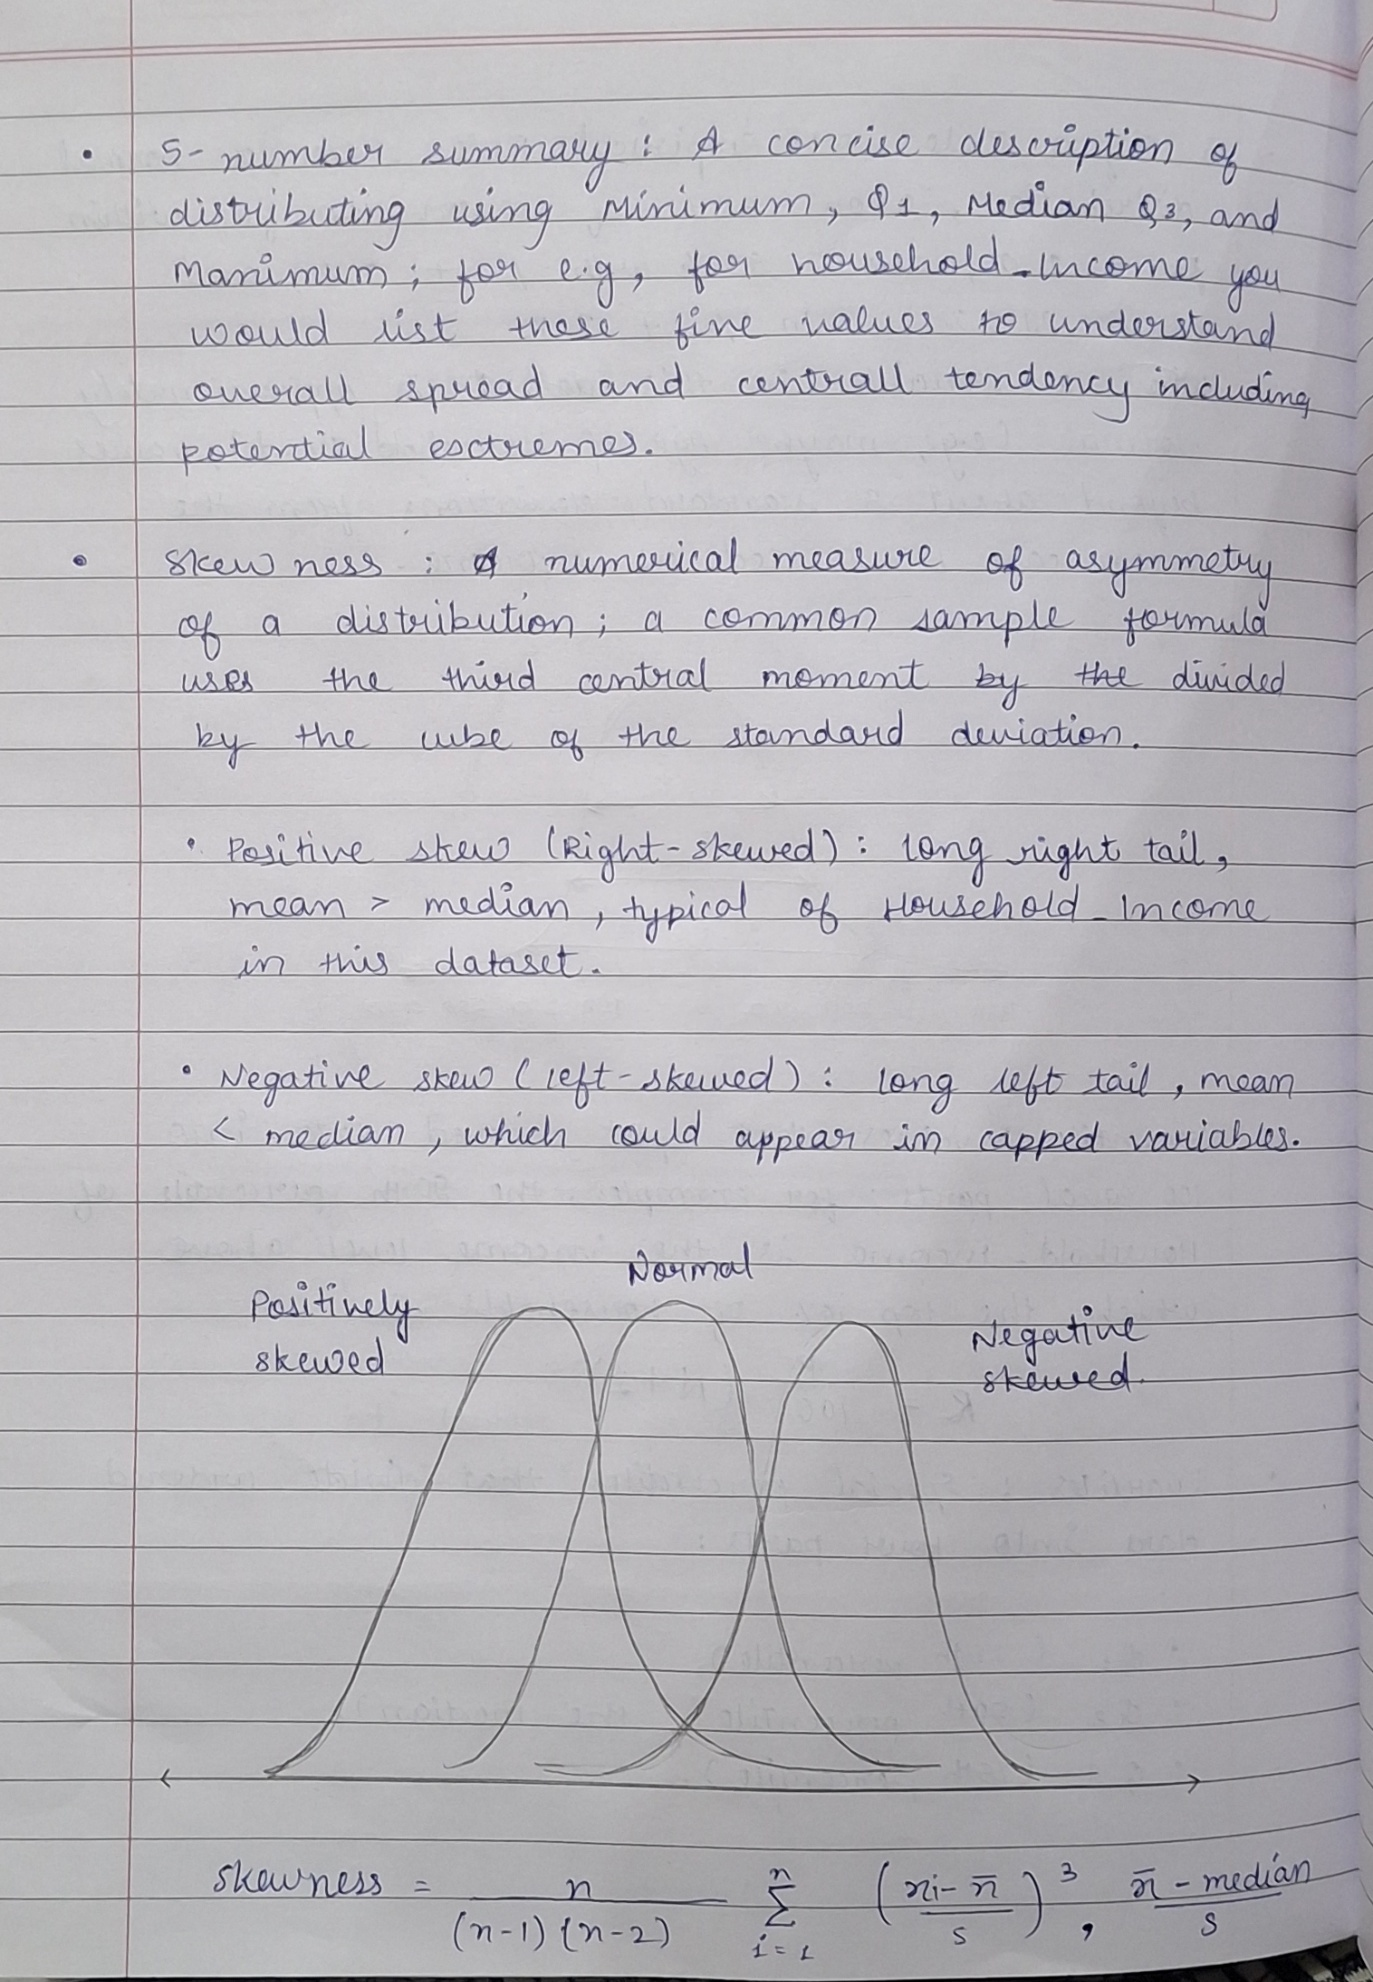 • 5-number summary : A concise description of
distributing using Minimum, Q1, Median Q3, and
Maximum; for e.g, for household_income you
would list these five values to understand
overall spread and centrall tendency including
potential extremes.
• Skewness : A numerical measure of asymmetry
of a distribution; a common sample formula
uses the third central moment by the divided
by the cube of the standard deviation.
• Positive skew (Right-skewed): long right tail,
mean > median, typical of Household_Income
in this dataset.
• Negative skew (left-skewed): long left tail, mean
< median, which could appear in capped variables.
Normal
Positively
skewed
Negative
skewed.
skewness = n / (n-1)(n-2) n Σ i=1 ((xi - x̄) / s)^3, (x̄ - median) / s